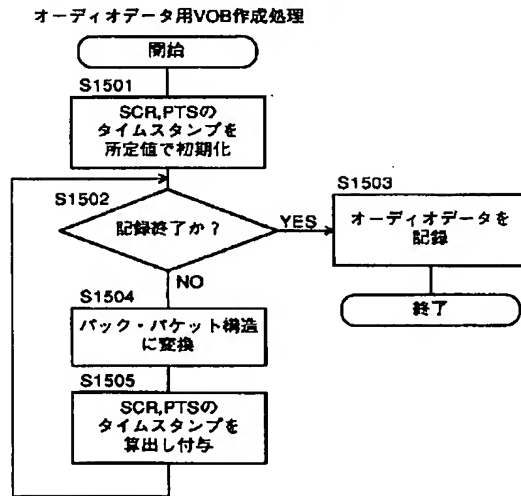 オーディオデータ用VOB作成処理
開始
S1501
SCR,PTSの
タイムスタンプを
所定値で初期化
S1502
記録終了か？
YES
S1503
オーディオデータを
記録
終了
NO
S1504
パック・パケット構造
に変換
S1505
SCR,PTSの
タイムスタンプを
算出し付与